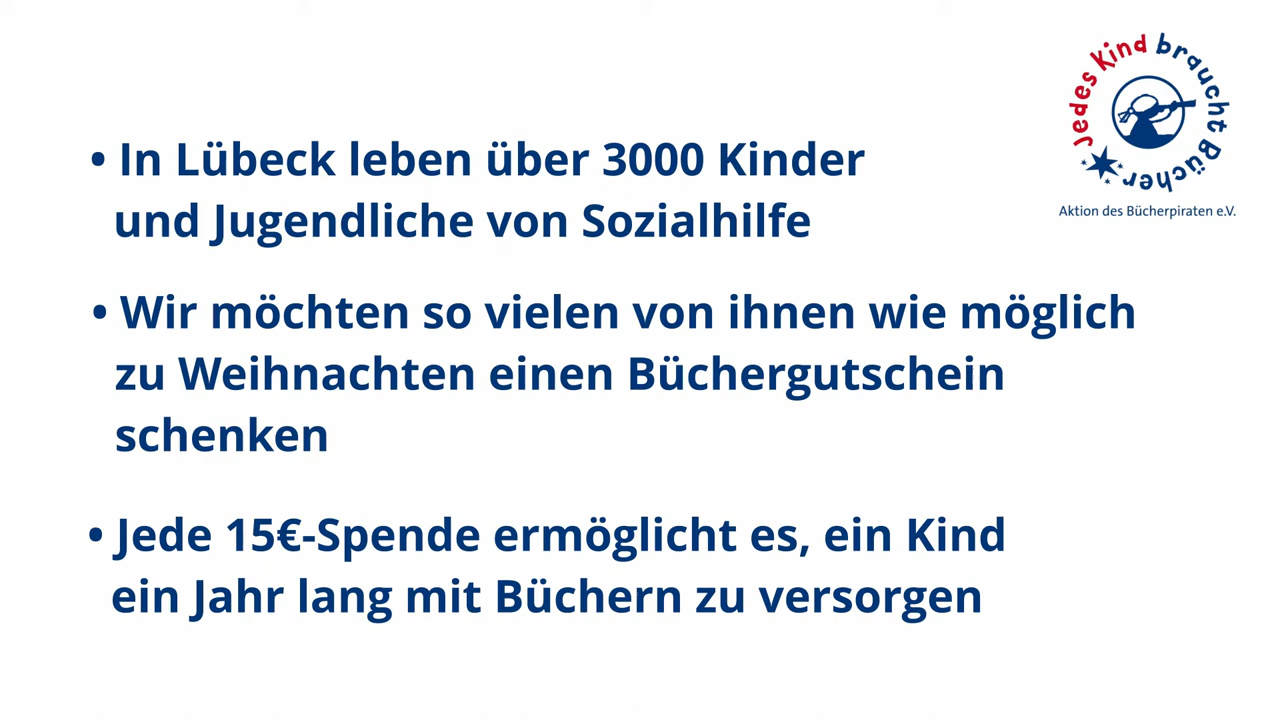 Jedes Kind braucht Bücher
Aktion des Bücherpiraten e.V.
• In Lübeck leben über 3000 Kinder
und Jugendliche von Sozialhilfe
• Wir möchten so vielen von ihnen wie möglich
zu Weihnachten einen Büchergutschein
schenken
• Jede 15€-Spende ermöglicht es, ein Kind
ein Jahr lang mit Büchern zu versorgen